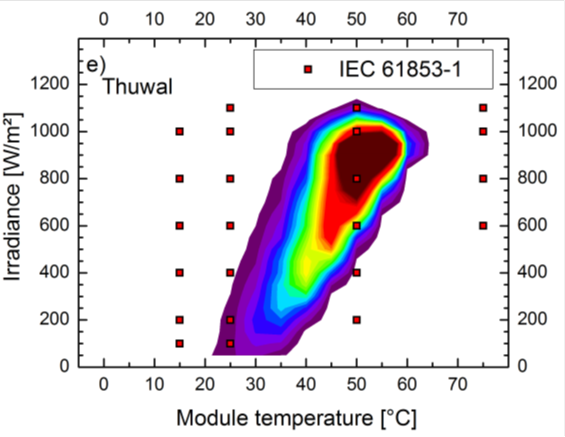 0 10 20 30 40 50 60 70
e)
Thuwal
IEC 61853-1
1200 1200
1000 1000
800 800
600 600
400 400
200 200
0 0
Irradiance [W/m²]
0 10 20 30 40 50 60 70
Module temperature [°C]